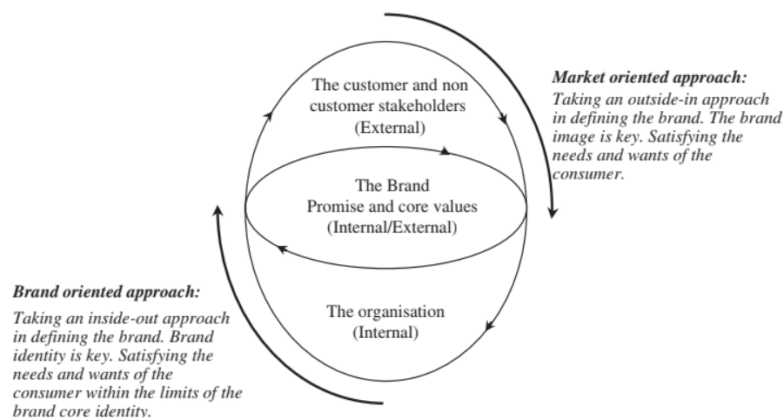 The customer and non
customer stakeholders
(External)
Market oriented approach:
Taking an outside-in approach
in defining the brand. The brand
image is key. Satisfying the
needs and wants of the
consumer.
The Brand
Promise and core values
(Internal/External)
Brand oriented approach:
Taking an inside-out approach
in defining the brand. Brand
identity is key. Satisfying the
needs and wants of the
consumer within the limits of the
brand core identity.
The organisation
(Internal)